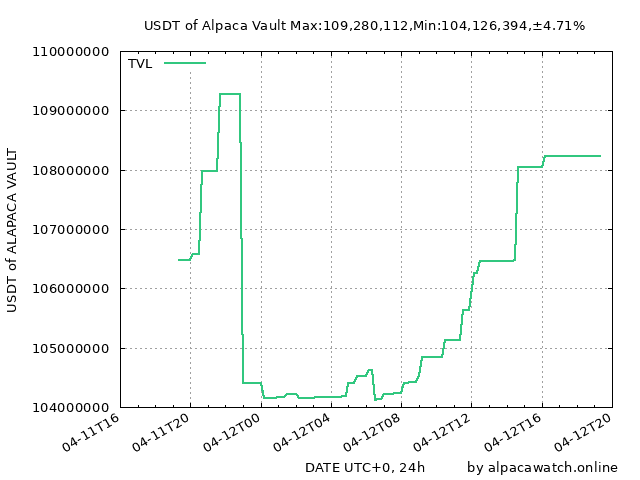 USDT of Alpaca Vault Max:109,280,112,Min:104,126,394,±4.71%
TVL
110000000
109000000
108000000
107000000
106000000
105000000
104000000
USDT of ALAPACA VAULT
04-11T16
04-11T20
04-12T00
04-12T04
04-12T08
04-12T12
04-12T16
04-12T20
DATE UTC+0, 24h
by alpacawatch.online